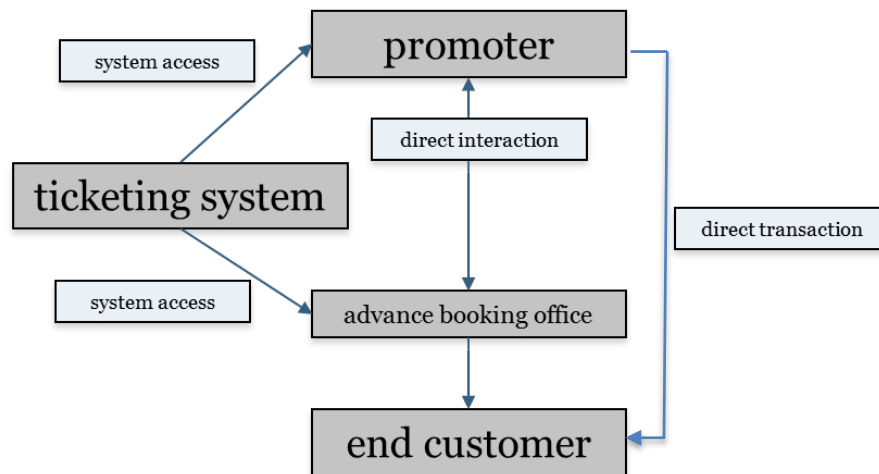 promoter
system access
direct interaction
ticketing system
direct transaction
system access
advance booking office
end customer